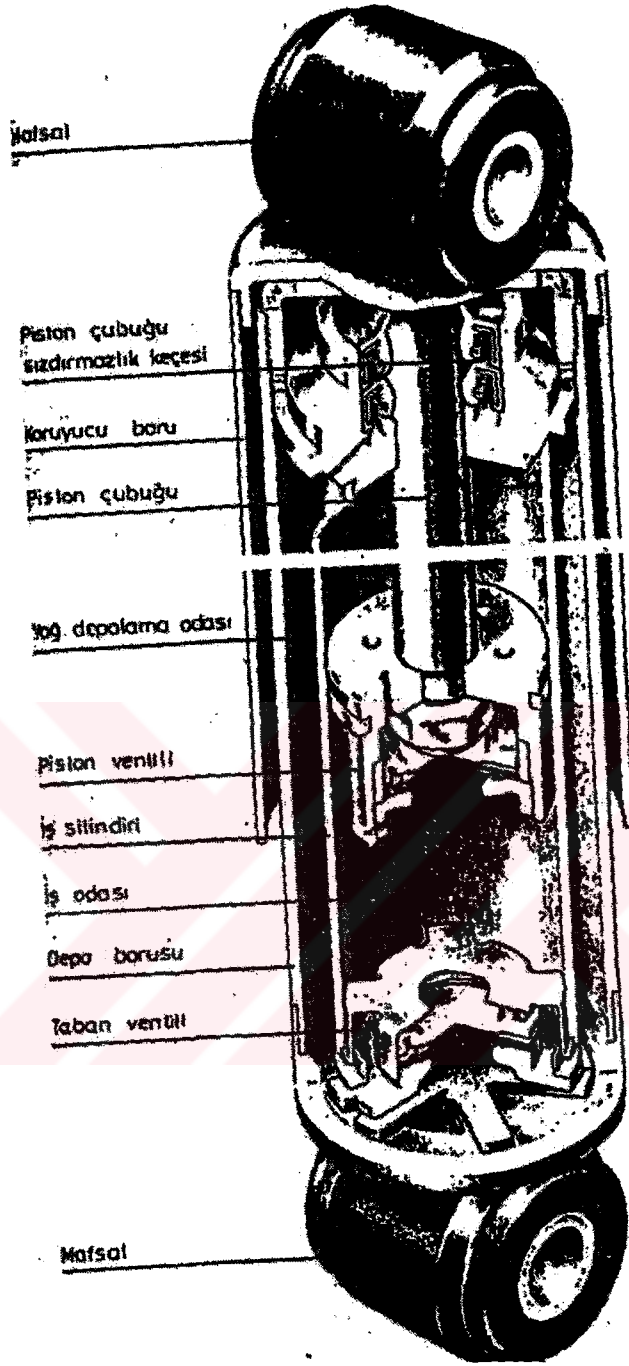 Mafsal
Piston çubuğu
sızdırmazlık keçesi
Koruyucu boru
Piston çubuğu
Yağ depolama odası
Piston ventili
İş silindiri
İş odası
Depo borusu
Taban ventili
Mafsal